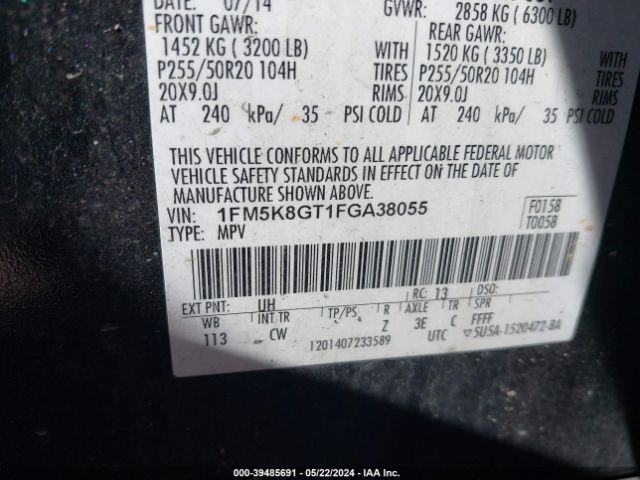 DATE: 07/14 GVWR:
2858 KG ( 6300 LB)
FRONT GAWR: REAR GAWR:
1452 KG ( 3200 LB) WITH 1520 KG ( 3350 LB) WITH
P255/50R20 104H TIRES P255/50R20 104H TIRES
20X9.0J RIMS 20X9.0J RIMS
AT 240 kPa/ 35 PSI COLD AT 240 kPa/ 35 PSI COLD
THIS VEHICLE CONFORMS TO ALL APPLICABLE FEDERAL MOTOR
VEHICLE SAFETY STANDARDS IN EFFECT ON THE DATE OF
MANUFACTURE SHOWN ABOVE.
VIN: 1FM5K8GT1FGA38055 F0158
TYPE: MPV T0058
EXT PNT: UH RC: 13 DSO:
WB INT TR TP/PS R AXLE TR SPR
113 CW Z 3E C FFFF
1201407233589 UTC ▽5U5A-1520472-BA
© - 39485691 - 05/22/2024 - IAA Holdings, LLC